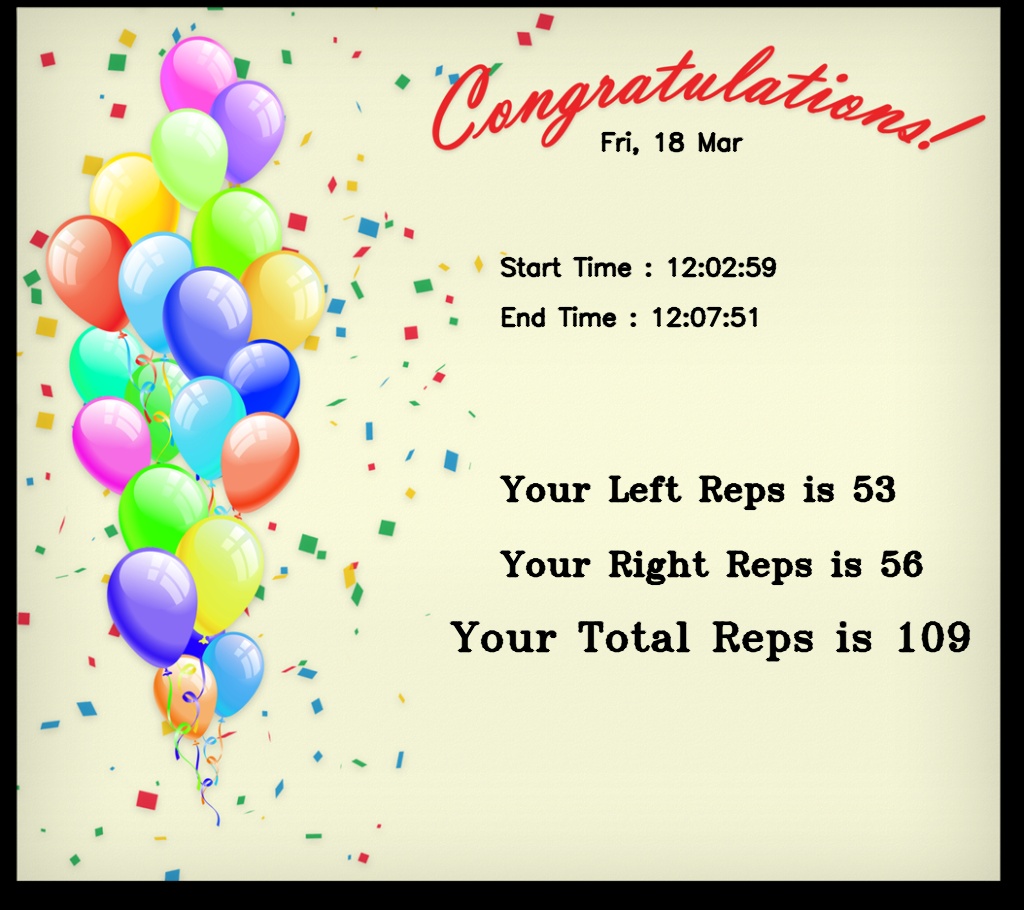 Congratulations!
Fri, 18 Mar
Start Time : 12:02:59
End Time : 12:07:51
Your Left Reps is 53
Your Right Reps is 56
Your Total Reps is 109